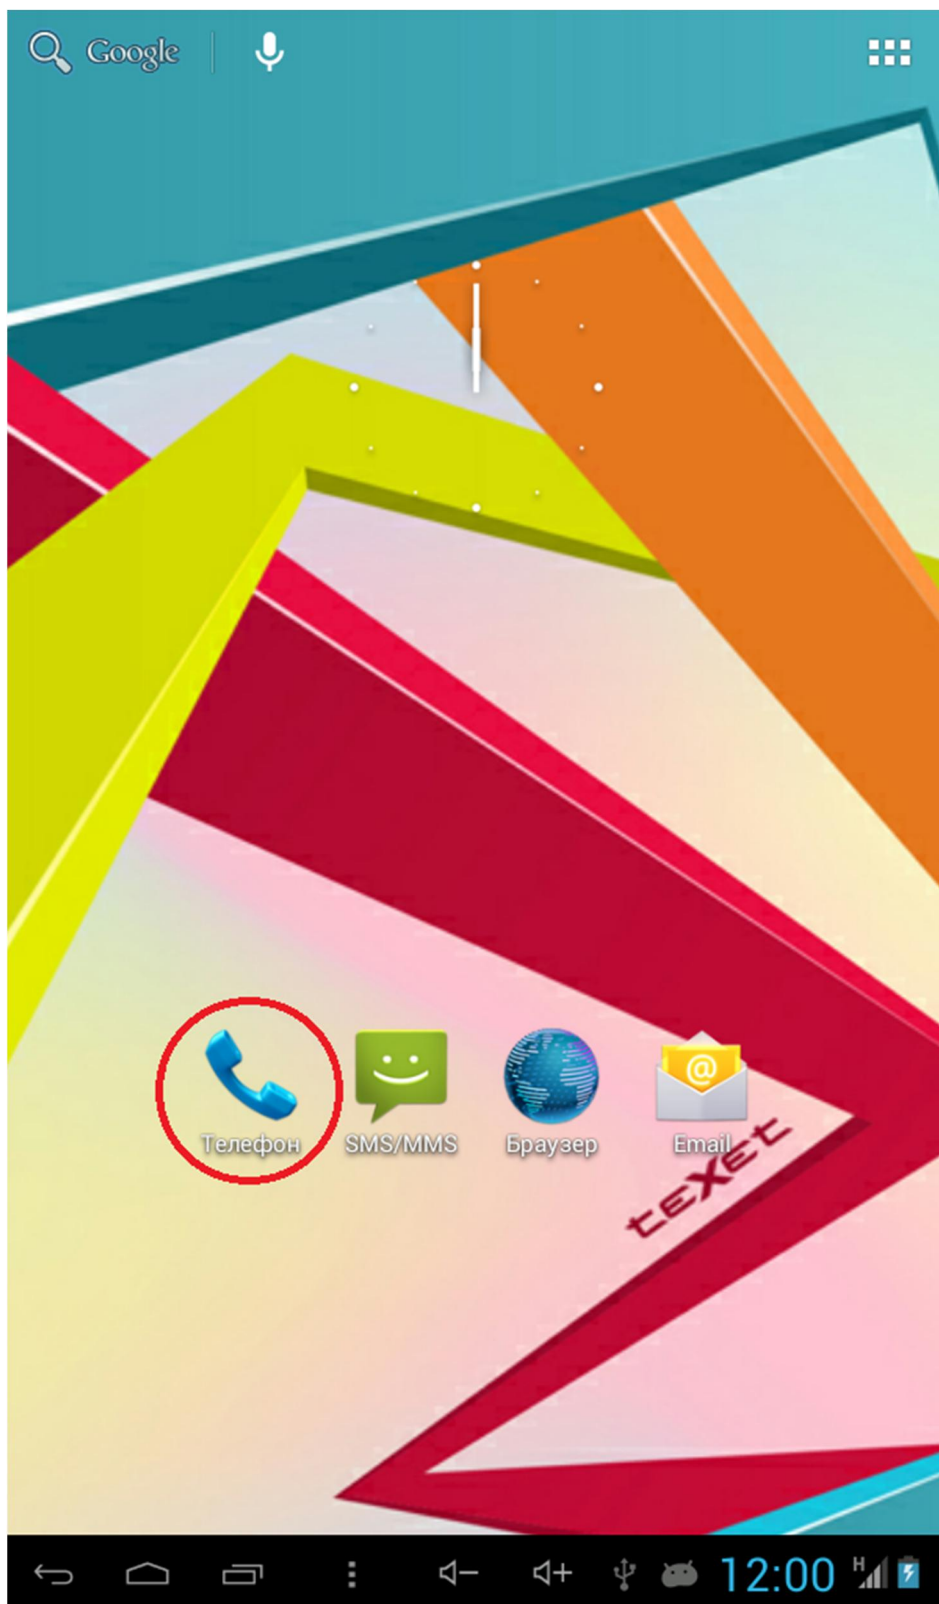 Google
Телефон
SMS/MMS
Браузер
Email
teXet
12:00
H